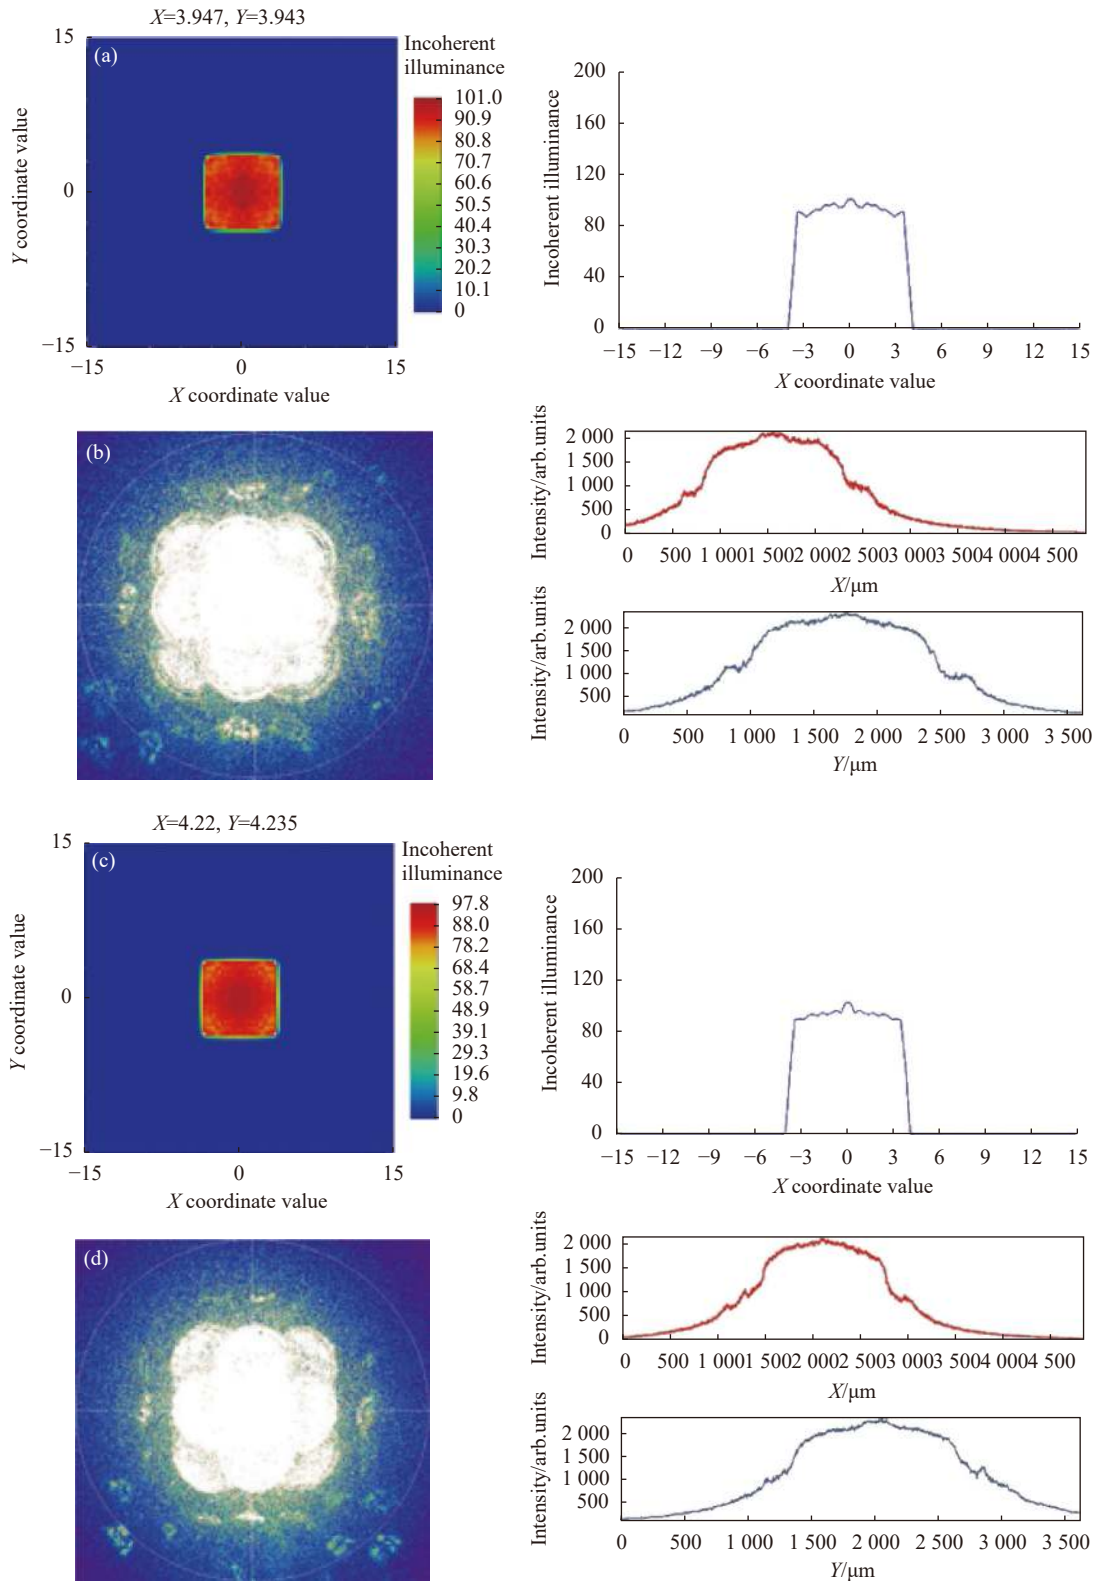 X=3.947, Y=3.943
(a)
Incoherent
illuminance
15
0
−15
Y coordinate value
−15
0
15
X coordinate value
101.0
90.9
80.8
70.7
60.6
50.5
40.4
30.3
20.2
10.1
0
Incoherent illuminance
200
160
120
80
40
0
−15 −12 −9 −6 −3 0 3 6 9 12 15
X coordinate value
(b)
Intensity/arb.units
2 000
1 500
1 000
500
0
0 500 1 0001 5002 0002 5003 0003 5004 0004 500
X/μm
Intensity/arb.units
2 000
1 500
1 000
500
0 500 1 000 1 500 2 000 2 500 3 000 3 500
Y/μm
X=4.22, Y=4.235
(c)
Incoherent
illuminance
15
0
−15
Y coordinate value
−15
0
15
X coordinate value
97.8
88.0
78.2
68.4
58.7
48.9
39.1
29.3
19.6
9.8
0
Incoherent illuminance
200
160
120
80
40
0
−15 −12 −9 −6 −3 0 3 6 9 12 15
X coordinate value
(d)
Intensity/arb.units
2 000
1 500
1 000
500
0
0 500 1 0001 5002 0002 5003 0003 5004 0004 500
X/μm
Intensity/arb.units
2 000
1 500
1 000
500
0 500 1 000 1 500 2 000 2 500 3 000 3 500
Y/μm